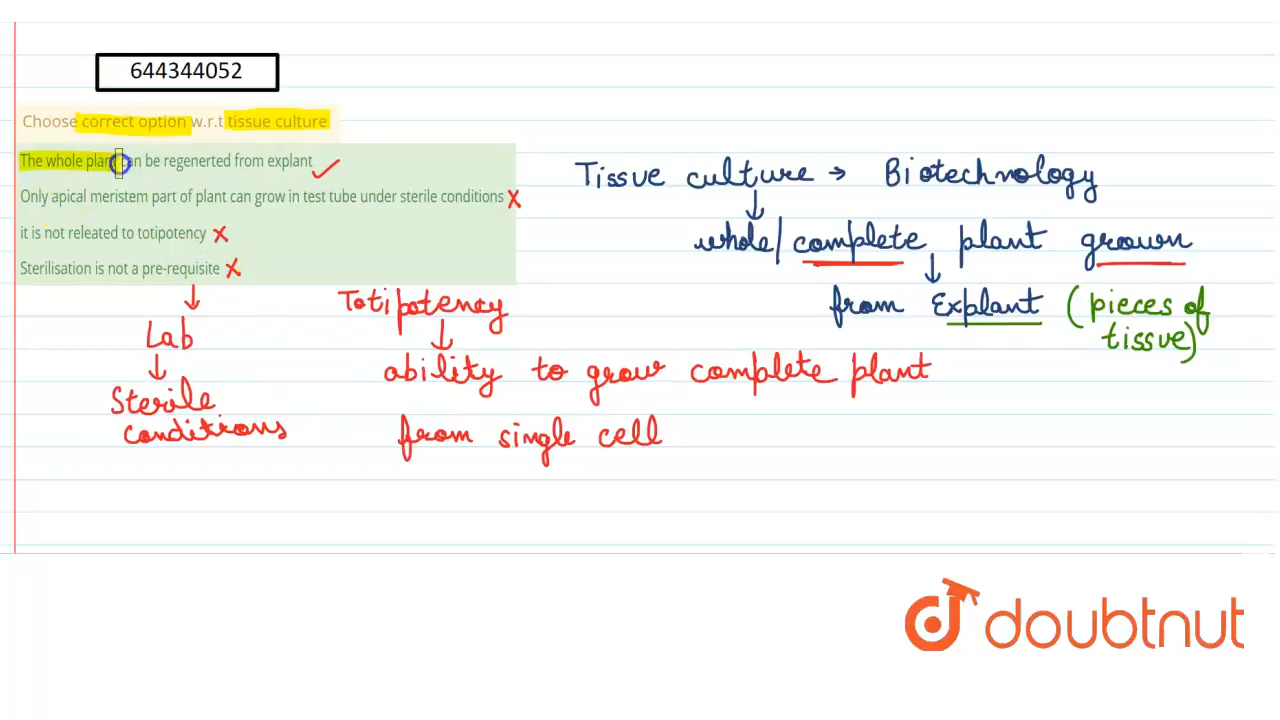 644344052
Choose correct option w.r.t tissue culture
The whole plant can be regenerted from explant
Only apical meristem part of plant can grow in test tube under sterile conditions x
it is not releated to totipotency x
Sterilisation is not a pre-requisite x
Lab
Sterile
conditions
Totipotency
ability to grow complete plant
from single cell
Tissue culture → Biotechnology
whole/complete plant grown
from Explant (pieces of
tissue)
doubtnut